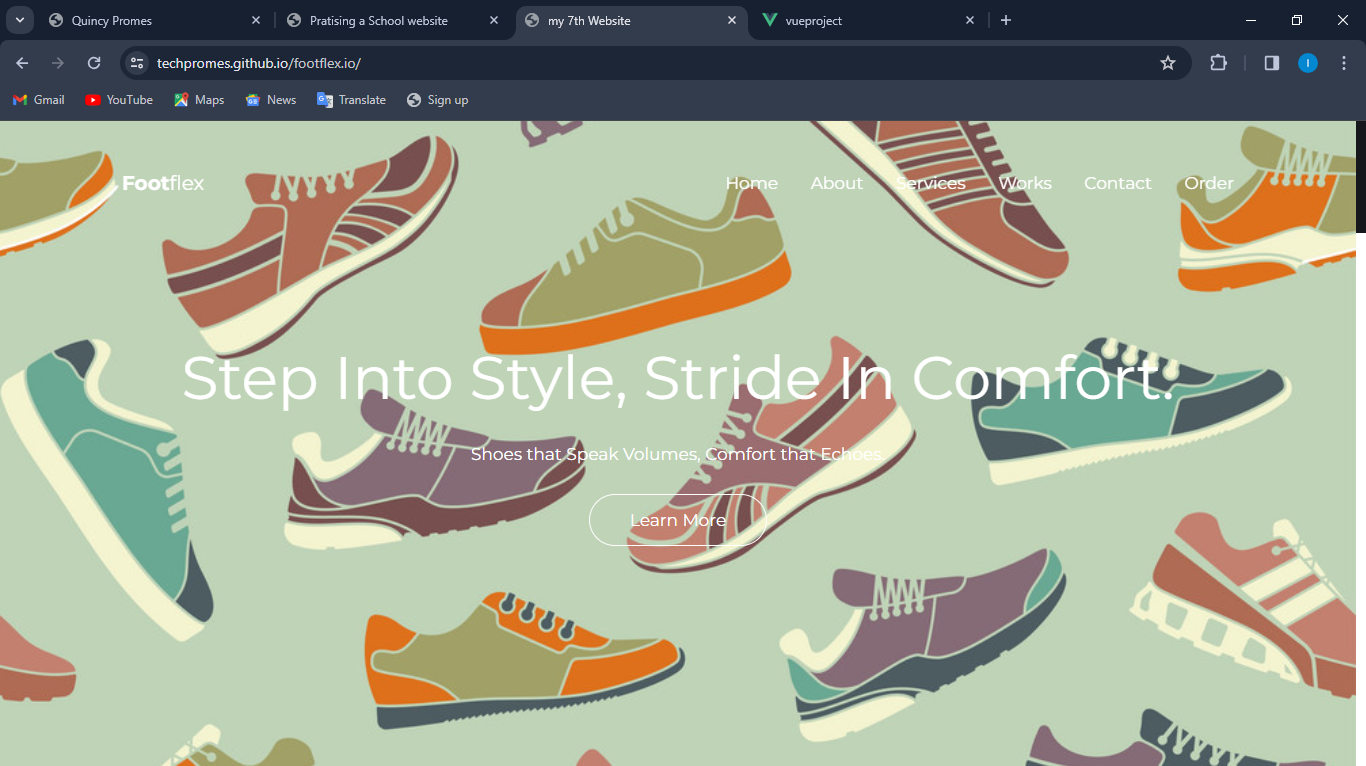 Quincy Promes
Pratising a School website
my 7th Website
vueproject
techpromes.github.io/footflex.io/
I
Gmail
YouTube
Maps
News
Translate
Sign up
Footflex
Home
About
Services
Works
Contact
Order
Step Into Style, Stride In Comfort.
Shoes that Speak Volumes, Comfort that Echoes.
Learn More